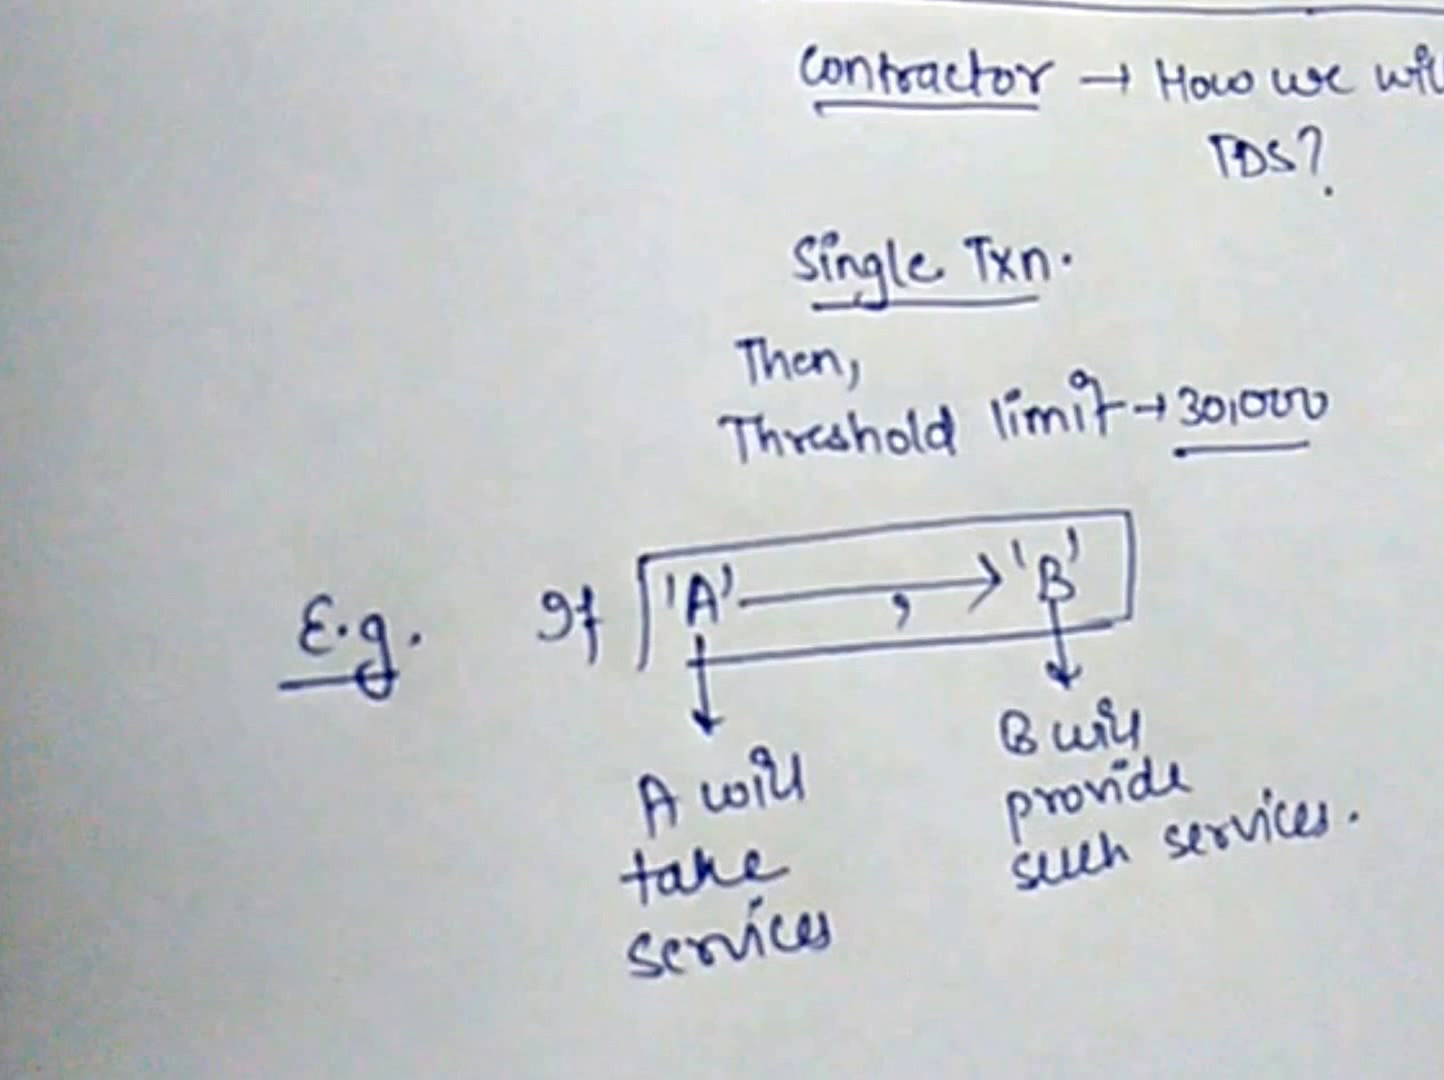 Contractor → How we
TDS?
Single Txn.
Then,
Threshold limit → 30,000
E.g. If 'A' → , 'B'
A will
take
services
B will
provide
such services.